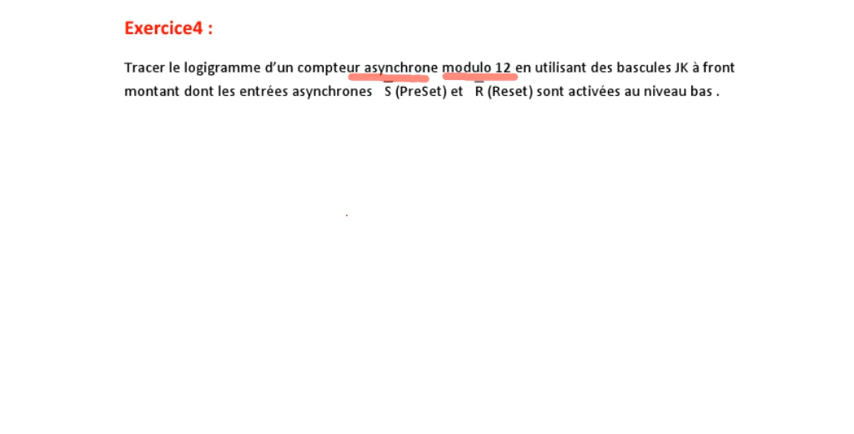 Exercice4 :
Tracer le logigramme d'un compteur asynchrone modulo 12 en utilisant des bascules JK à front
montant dont les entrées asynchrones S̅ (PreSet) et R̅ (Reset) sont activées au niveau bas .